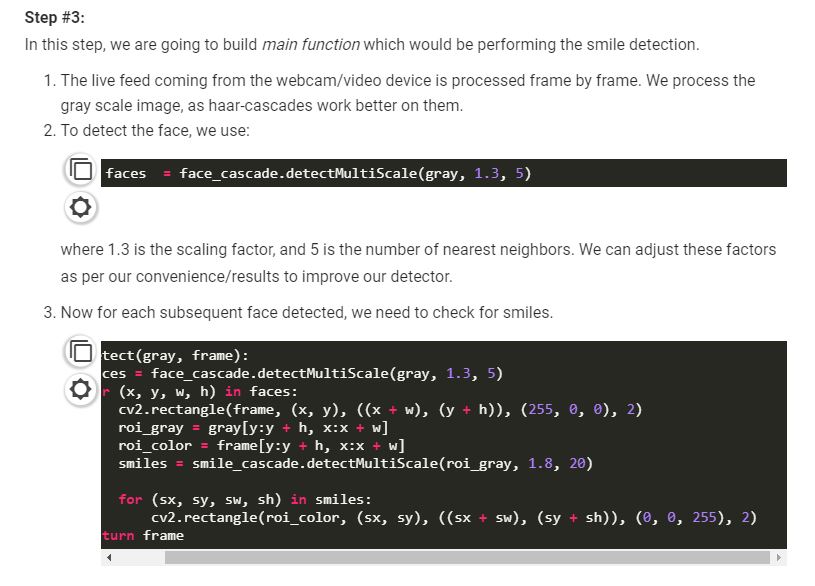 Step #3:
In this step, we are going to build main function which would be performing the smile detection.
1. The live feed coming from the webcam/video device is processed frame by frame. We process the
gray scale image, as haar-cascades work better on them.
2. To detect the face, we use:
faces  = face_cascade.detectMultiScale(gray, 1.3, 5)
where 1.3 is the scaling factor, and 5 is the number of nearest neighbors. We can adjust these factors
as per our convenience/results to improve our detector.
3. Now for each subsequent face detected, we need to check for smiles.
tect(gray, frame):
ces = face_cascade.detectMultiScale(gray, 1.3, 5)
r (x, y, w, h) in faces:
cv2.rectangle(frame, (x, y), ((x + w), (y + h)), (255, 0, 0), 2)
roi_gray = gray[y:y + h, x:x + w]
roi_color = frame[y:y + h, x:x + w]
smiles = smile_cascade.detectMultiScale(roi_gray, 1.8, 20)
for (sx, sy, sw, sh) in smiles:
cv2.rectangle(roi_color, (sx, sy), ((sx + sw), (sy + sh)), (0, 0, 255), 2)
turn frame